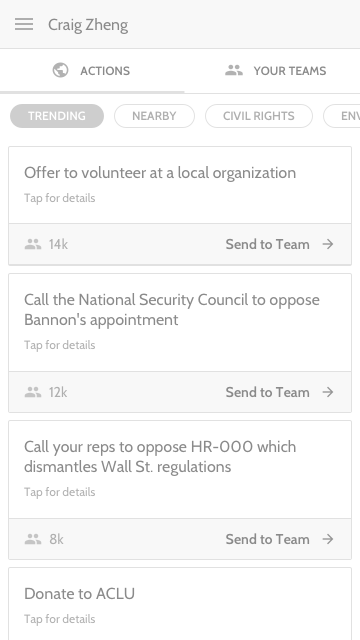 Craig Zheng
ACTIONS YOUR TEAMS
TRENDING NEARBY CIVIL RIGHTS ENV
Offer to volunteer at a local organization
Tap for details
14k Send to Team
Call the National Security Council to oppose
Bannon's appointment
Tap for details
12k Send to Team
Call your reps to oppose HR-000 which
dismantles Wall St. regulations
Tap for details
8k Send to Team
Donate to ACLU
Tap for details